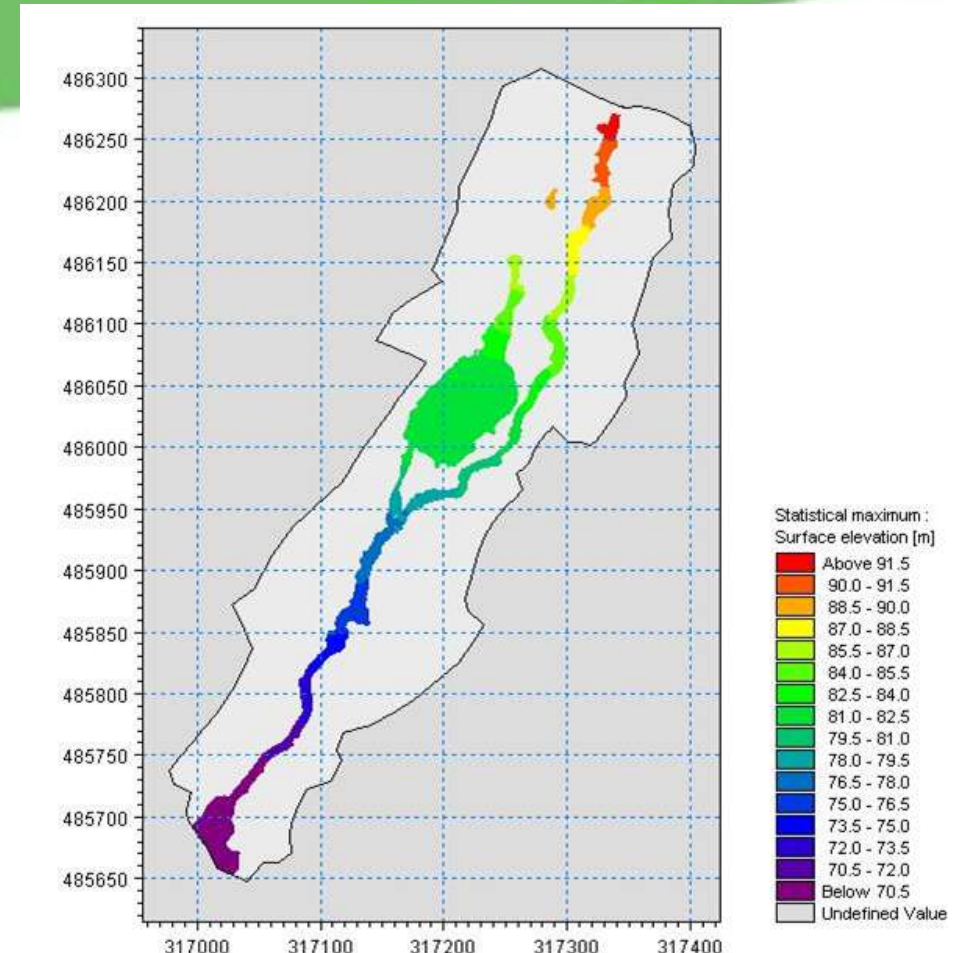 486300
486250
486200
486150
486100
486050
486000
485950
485900
485850
485800
485750
485700
485650
317000 317100 317200 317300 317400
Statistical maximum :
Surface elevation [m]
Above 91.5
90.0 - 91.5
88.5 - 90.0
87.0 - 88.5
85.5 - 87.0
84.0 - 85.5
82.5 - 84.0
81.0 - 82.5
79.5 - 81.0
78.0 - 79.5
76.5 - 78.0
75.0 - 76.5
73.5 - 75.0
72.0 - 73.5
70.5 - 72.0
Below 70.5
Undefined Value